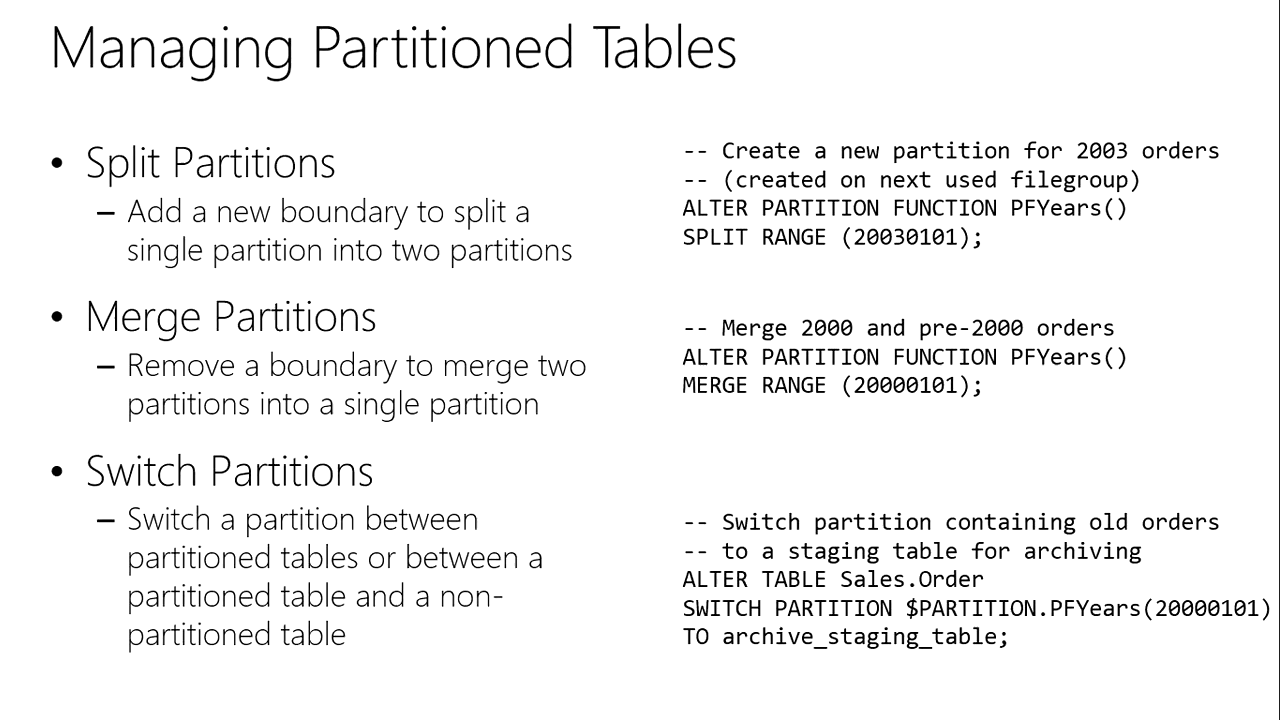 Managing Partitioned Tables
• Split Partitions
– Add a new boundary to split a
single partition into two partitions
-- Create a new partition for 2003 orders
-- (created on next used filegroup)
ALTER PARTITION FUNCTION PFYears()
SPLIT RANGE (20030101);
• Merge Partitions
– Remove a boundary to merge two
partitions into a single partition
-- Merge 2000 and pre-2000 orders
ALTER PARTITION FUNCTION PFYears()
MERGE RANGE (20000101);
• Switch Partitions
– Switch a partition between
partitioned tables or between a
partitioned table and a non-
partitioned table
-- Switch partition containing old orders
-- to a staging table for archiving
ALTER TABLE Sales.Order
SWITCH PARTITION $PARTITION.PFYears(20000101)
TO archive_staging_table;